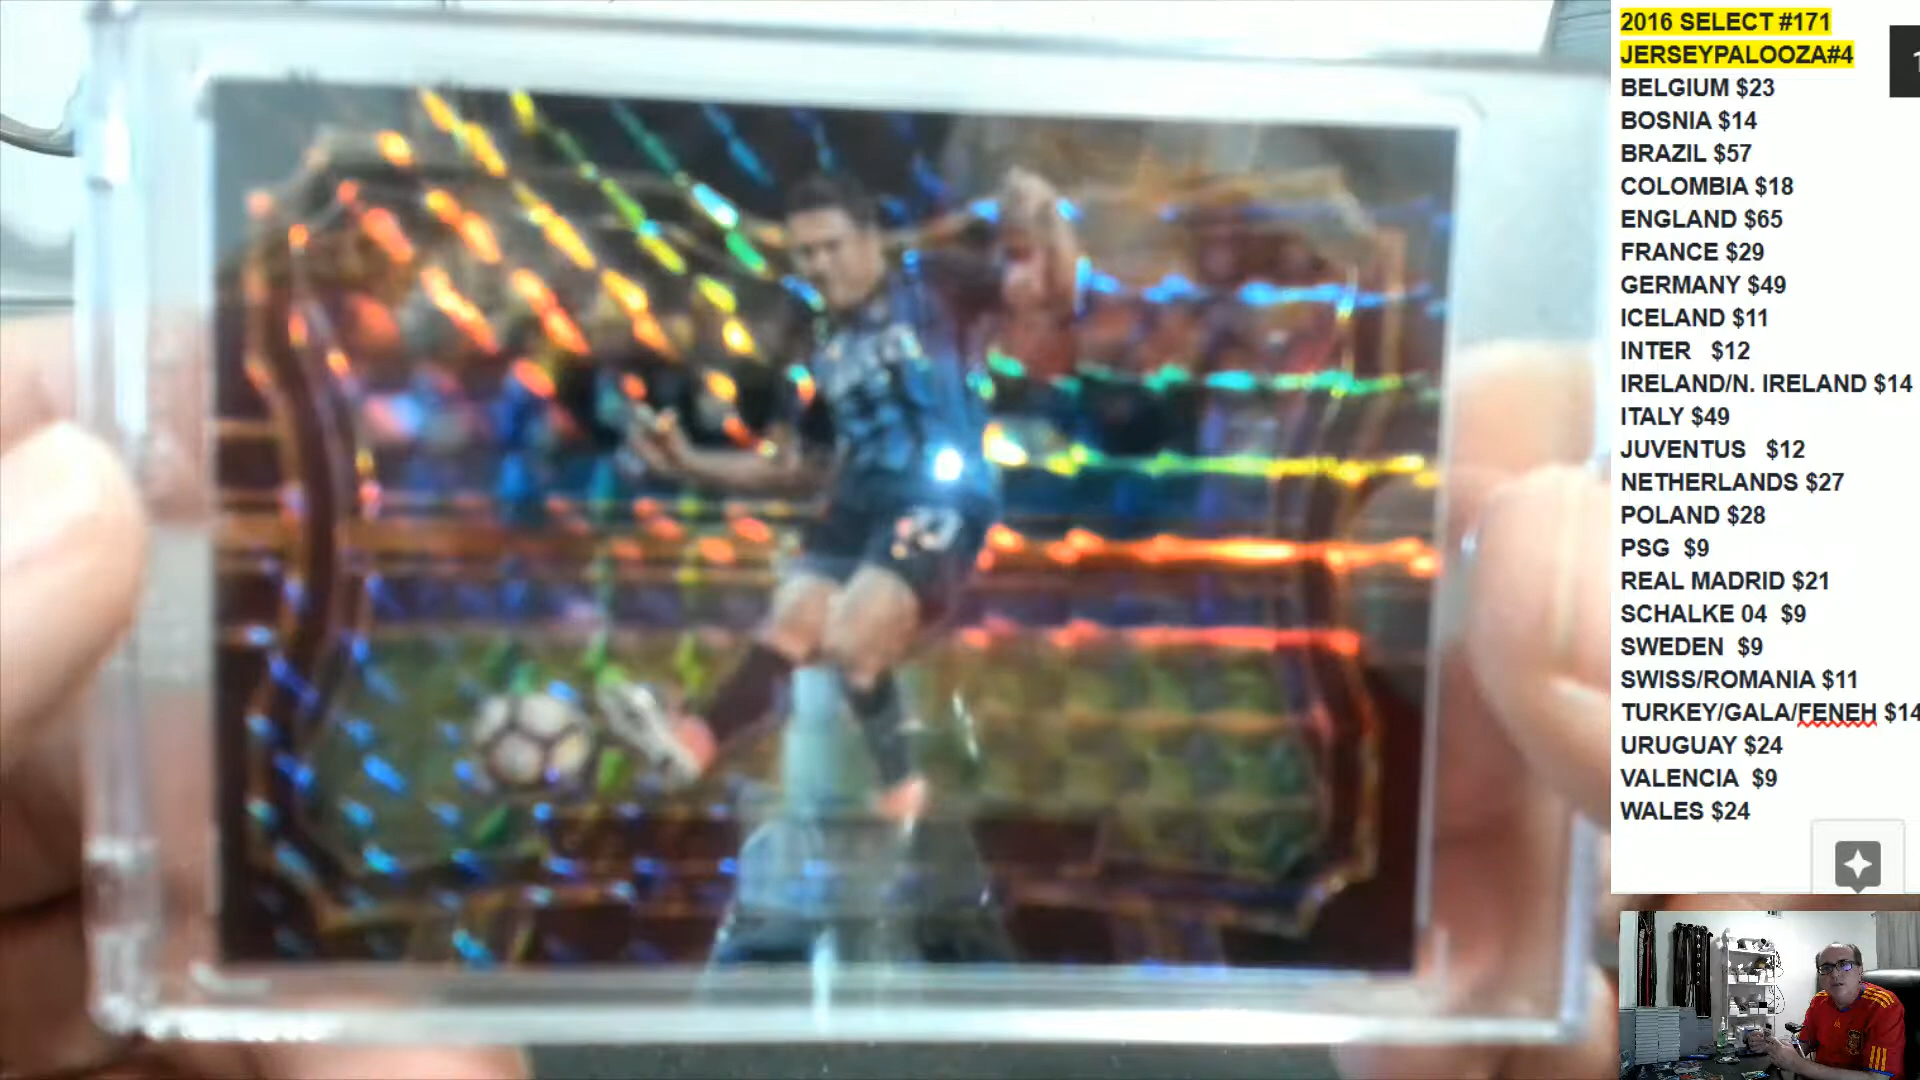 2016 SELECT #171
JERSEYPALOOZA#4
BELGIUM $23
BOSNIA $14
BRAZIL $57
COLOMBIA $18
ENGLAND $65
FRANCE $29
GERMANY $49
ICELAND $11
INTER $12
IRELAND/N. IRELAND $14
ITALY $49
JUVENTUS $12
NETHERLANDS $27
POLAND $28
PSG $9
REAL MADRID $21
SCHALKE 04 $9
SWEDEN $9
SWISS/ROMANIA $11
TURKEY/GALA/FENEH $14
URUGUAY $24
VALENCIA $9
WALES $24